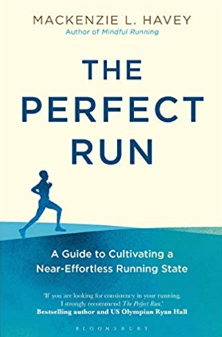 MACKENZIE L. HAVEY
Author of Mindful Running
THE
PERFECT
RUN
A Guide to Cultivating a
Near-Effortless Running State
'If you are looking for consistency in your running,
I strongly recommend The Perfect Run.'
Bestselling author and US Olympian Ryan Hall
BLOOMSBURY